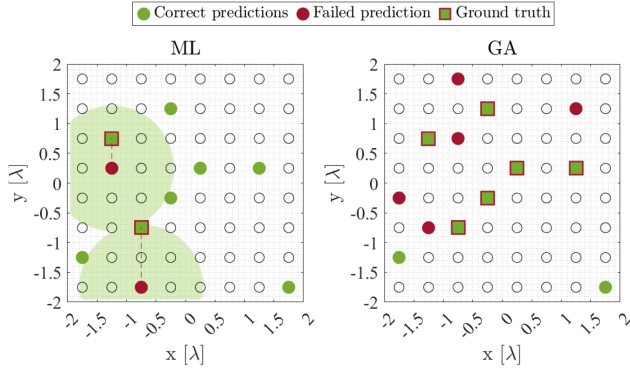 Correct predictions Failed prediction Ground truth
ML GA
2 2
1.5 1.5
1 1
0.5 0.5
0 0
-0.5 -0.5
-1 -1
-1.5 -1.5
-2 -2
y [λ] y [λ]
-2 -1.5 -1 -0.5 0 0.5 1 1.5 2 -2 -1.5 -1 -0.5 0 0.5 1 1.5 2
x [λ] x [λ]